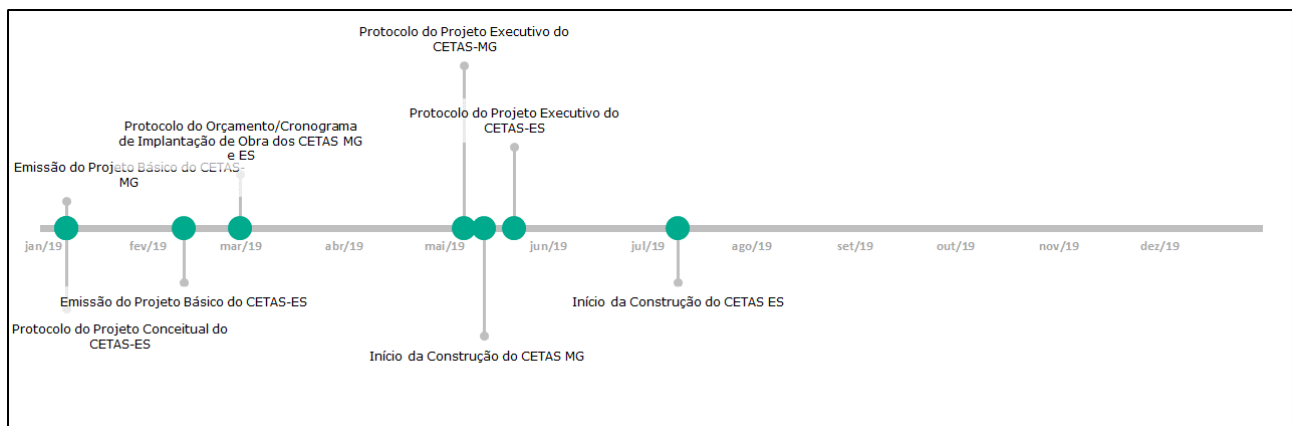 Protocolo do Projeto Executivo do
CETAS-MG
Protocolo do Projeto Executivo do
CETAS-ES
Protocolo do Orçamento/Cronograma
de Implantação de Obra dos CETAS MG
e ES
Emissão do Projeto Básico do CETAS-
MG
jan/19 fev/19 mar/19 abr/19 mai/19 jun/19 jul/19 ago/19 set/19 out/19 nov/19 dez/19
Emissão do Projeto Básico do CETAS-ES
Início da Construção do CETAS ES
Protocolo do Projeto Conceitual do
CETAS-ES
Início da Construção do CETAS MG